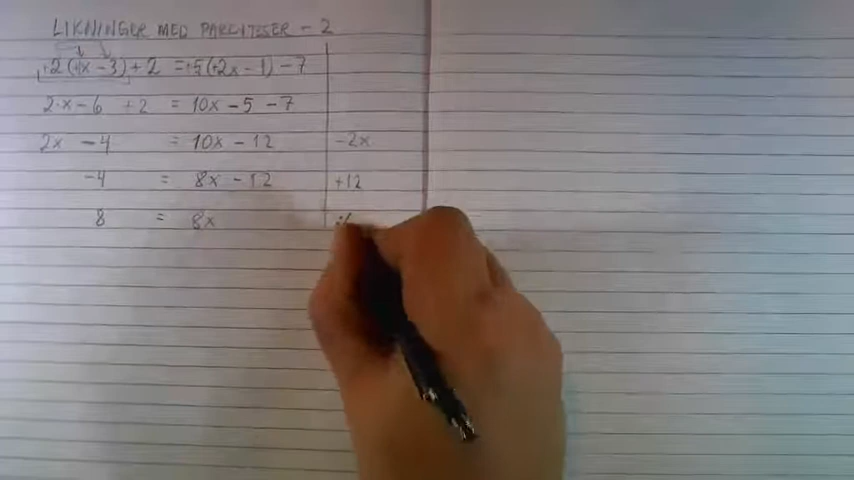 LIKNINGER MED PARENTESER - 2
+2(+1x - 3) + 2 = +5(+2x - 1) - 7
2·x - 6 + 2 = 10x - 5 - 7
2x - 4 = 10x - 12 | -2x
-4 = 8x - 12 | +12
8 = 8x | :